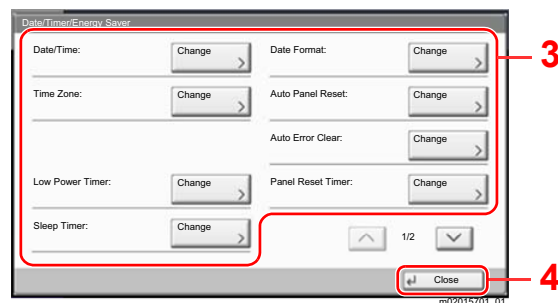 Date/Timer/Energy Saver
Date/Time: Change Date Format: Change
3
Time Zone: Change Auto Panel Reset: Change
Auto Error Clear: Change
Low Power Timer: Change Panel Reset Timer: Change
Sleep Timer: Change
1/2
Close
4
m02015701_01